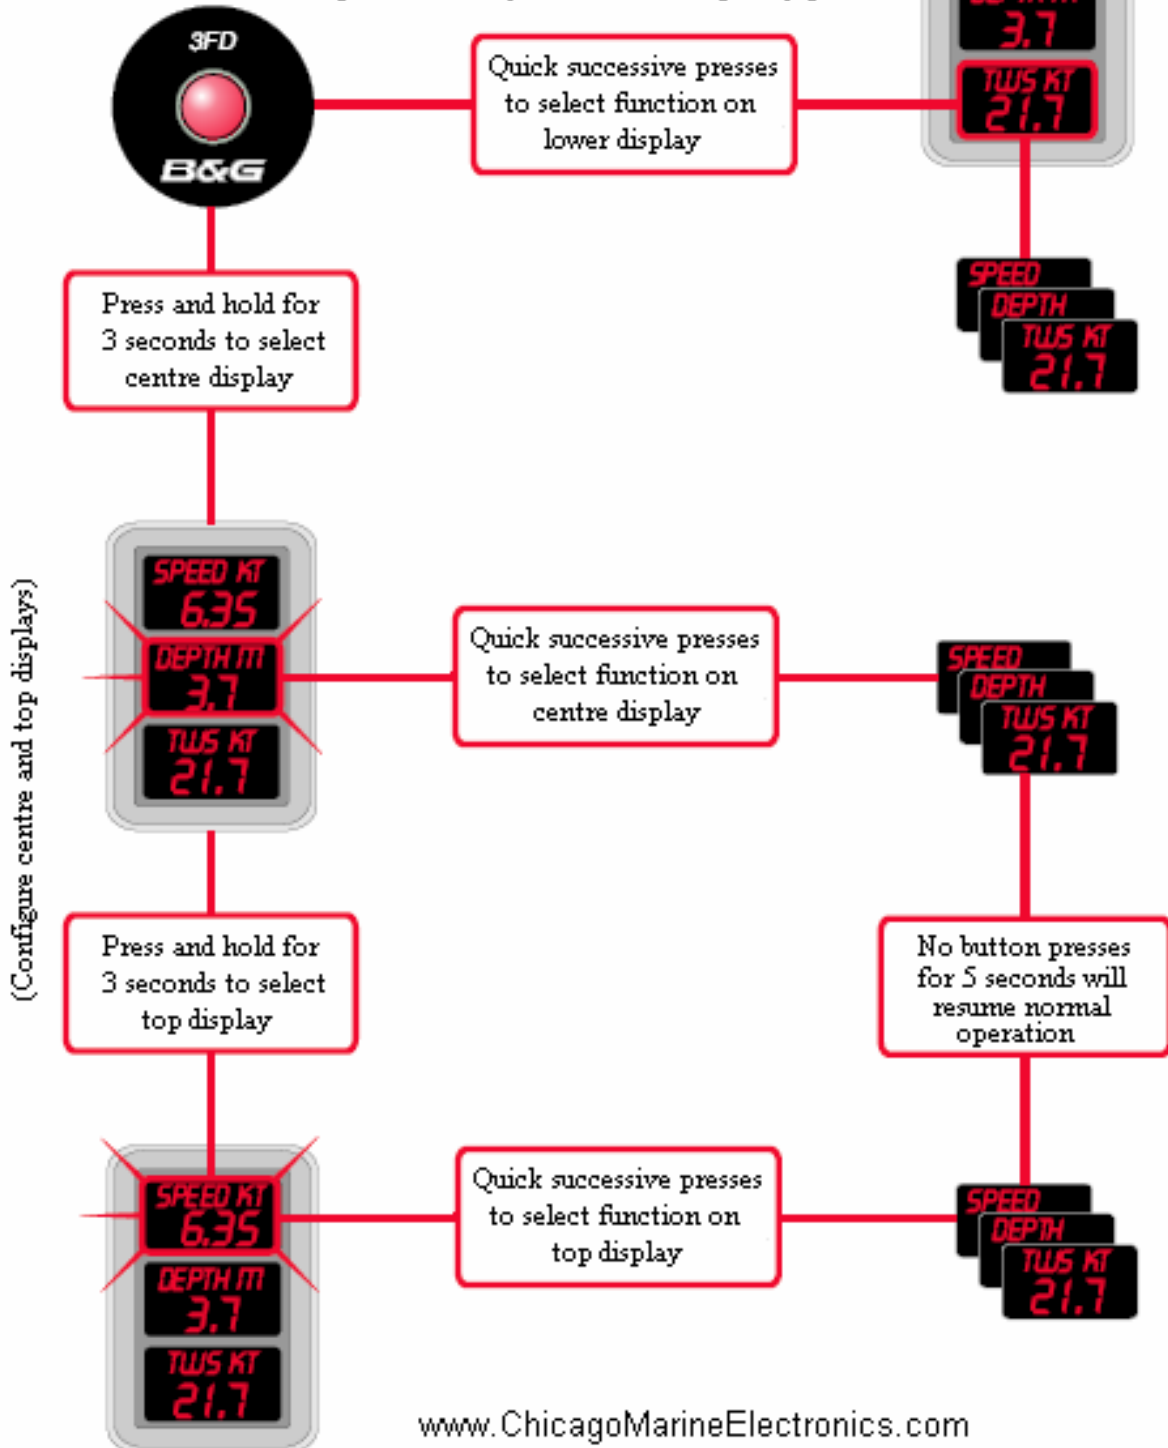 3FD
B&G
Quick successive presses
to select function on
lower display
3.7
TWS KT
21.7
SPEED
DEPTH
TWS KT
21.7
Press and hold for
3 seconds to select
centre display
(Configure centre and top displays)
SPEED KT
6.35
DEPTH M
3.7
TWS KT
21.7
Quick successive presses
to select function on
centre display
SPEED
DEPTH
TWS KT
21.7
Press and hold for
3 seconds to select
top display
No button presses
for 5 seconds will
resume normal
operation
SPEED KT
6.35
DEPTH M
3.7
TWS KT
21.7
Quick successive presses
to select function on
top display
SPEED
DEPTH
TWS KT
21.7
www.ChicagoMarineElectronics.com